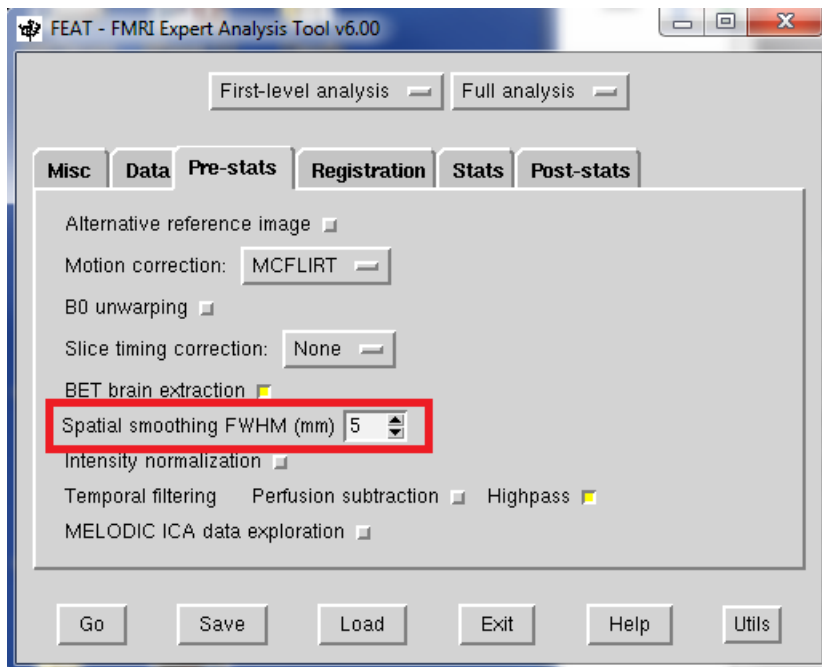 FEAT - FMRI Expert Analysis Tool v6.00
First-level analysis Full analysis
Misc Data Pre-stats Registration Stats Post-stats
Alternative reference image
Motion correction: MCFLIRT
B0 unwarping
Slice timing correction: None
BET brain extraction
Spatial smoothing FWHM (mm) 5
Intensity normalization
Temporal filtering Perfusion subtraction Highpass
MELODIC ICA data exploration
Go Save Load Exit Help Utils